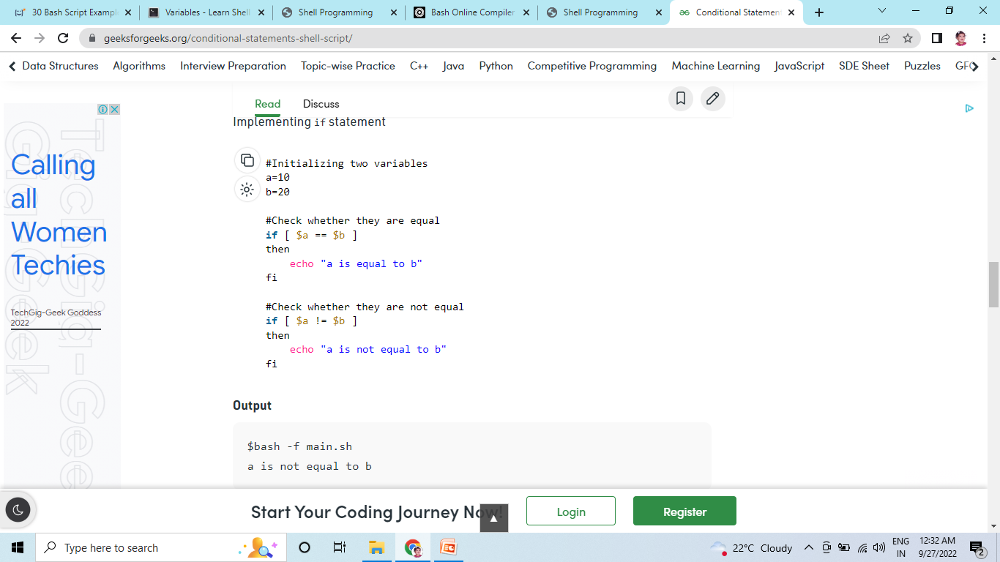 30 Bash Script Exampl
Variables - Learn Shell
Shell Programming
Bash Online Compiler
Shell Programming
Conditional Statemen
geeksforgeeks.org/conditional-statements-shell-script/
Data Structures Algorithms Interview Preparation Topic-wise Practice C++ Java Python Competitive Programming Machine Learning JavaScript SDE Sheet Puzzles GFG
Read Discuss
Implementing if statement
#Initializing two variables
a=10
b=20
#Check whether they are equal
if [ $a == $b ]
then
echo "a is equal to b"
fi
#Check whether they are not equal
if [ $a != $b ]
then
echo "a is not equal to b"
fi
Output
$bash -f main.sh
a is not equal to b
Calling
all
Women
Techies
TechGig-Geek Goddess
2022
Start Your Coding Journey Now!
Login
Register
Type here to search
22°C Cloudy
ENG
IN
12:32 AM
9/27/2022
2